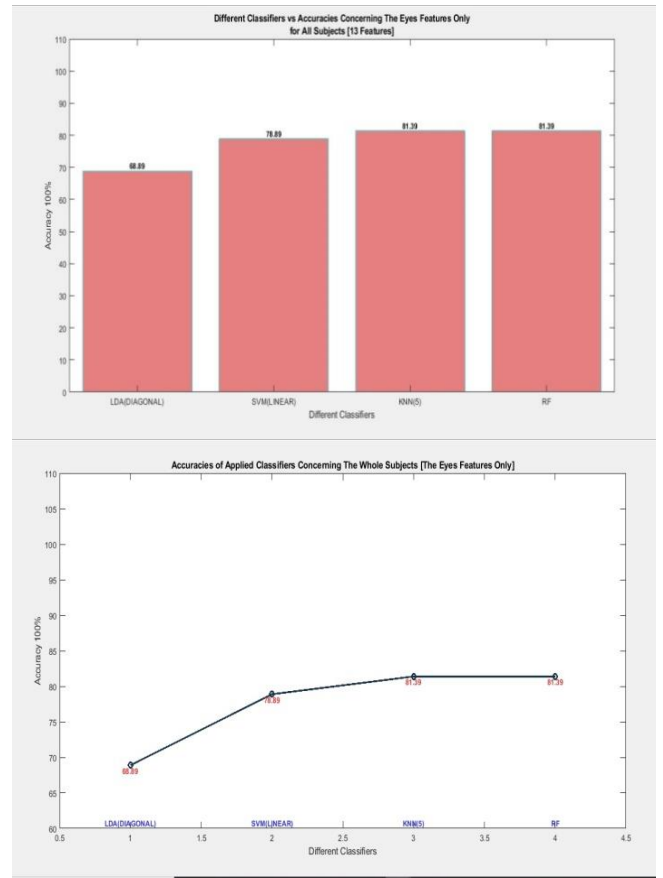 Different Classifiers vs Accuracies Concerning The Eyes Features Only
for All Subjects [13 Features]
110
100
90
80
70
60
50
40
30
20
10
0
Accuracy 100%
68.89
78.89
81.39
81.39
LDA(DIAGONAL)
SVM(LINEAR)
KNN(5)
RF
Different Classifiers
Accuracies of Applied Classifiers Concerning The Whole Subjects [The Eyes Features Only]
110
105
100
95
90
85
80
75
70
65
60
Accuracy 100%
68.89
78.89
81.39
81.39
LDA(DIAGONAL)
SVM(LINEAR)
KNN(5)
RF
0.5
1
1.5
2
2.5
3
3.5
4
4.5
Different Classifiers